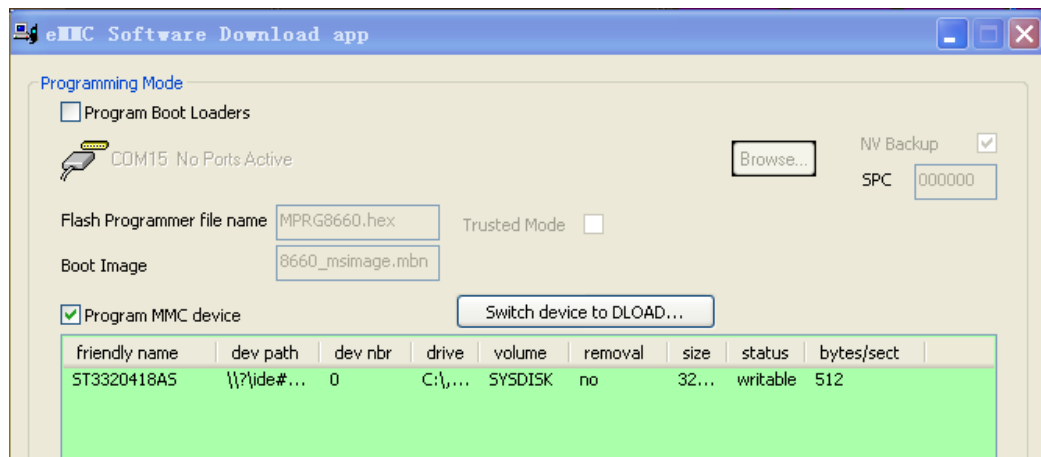 eMMC Software Download app
Programming Mode
Program Boot Loaders
COM15 No Ports Active
Browse...
NV Backup
SPC 000000
Flash Programmer file name MPRG8660.hex Trusted Mode
Boot Image 8660_msimage.mbn
Program MMC device Switch device to DLOAD...
friendly name dev path dev nbr drive volume removal size status bytes/sect
ST3320418AS \\?\ide#... 0 C:\,... SYSDISK no 32... writable 512